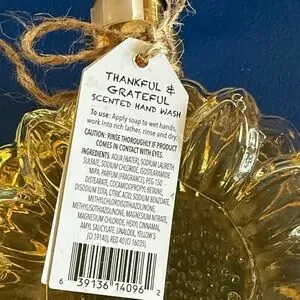 THANKFUL &
GRATEFUL
SCENTED HAND WASH
To use: Apply soap to wet hands,
work into rich lather, rinse and dry.
CAUTION: RINSE THOROUGHLY IF PRODUCT
COMES IN CONTACT WITH EYES.
INGREDIENTS: AQUA (WATER), SODIUM LAURETH
SULFATE, SODIUM CHLORIDE, ISOSTEARAMIDE
MIPA, PARFUM (FRAGRANCE), PEG-150
DISTEARATE, COCAMIDOPROPYL BETAINE,
DISODIUM EDTA, CITRIC ACID, SODIUM BENZOATE,
METHYLCHLOROISOTHIAZOLINONE,
METHYLISOTHIAZOLINONE, MAGNESIUM NITRATE,
MAGNESIUM CHLORIDE, HEXYL CINNAMAL,
AMYL SALICYLATE, LINALOOL, YELLOW 5
(CI 19140), RED 40 (CI 16035).
6 39136 14096 2